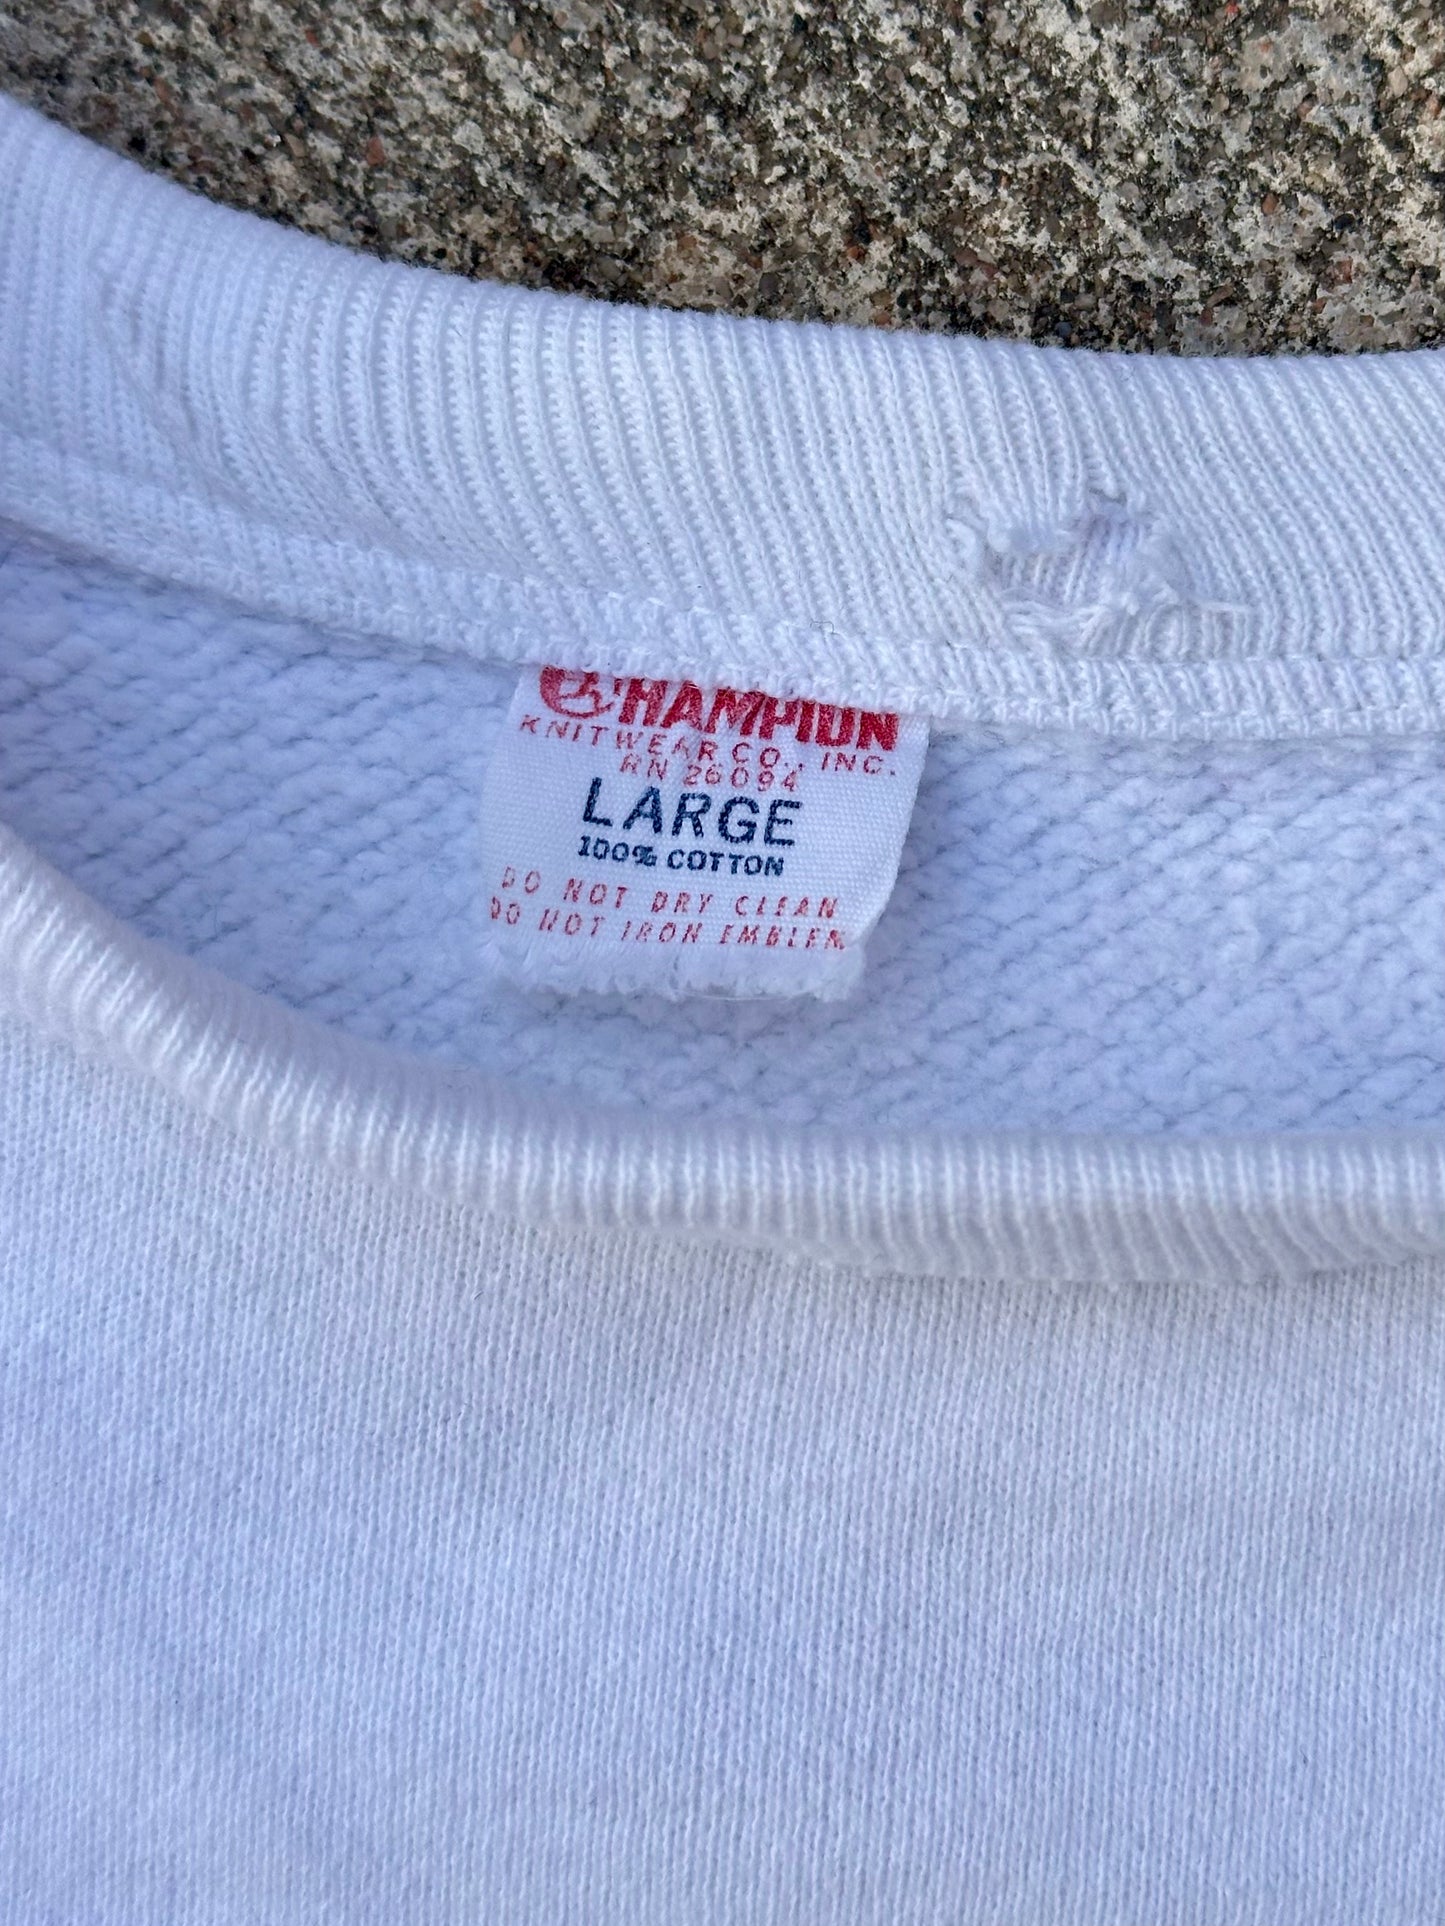 CHAMPION
KNITWEAR CO., INC.
RN 26094
LARGE
100% COTTON
DO NOT DRY CLEAN
DO NOT IRON EMBLEM